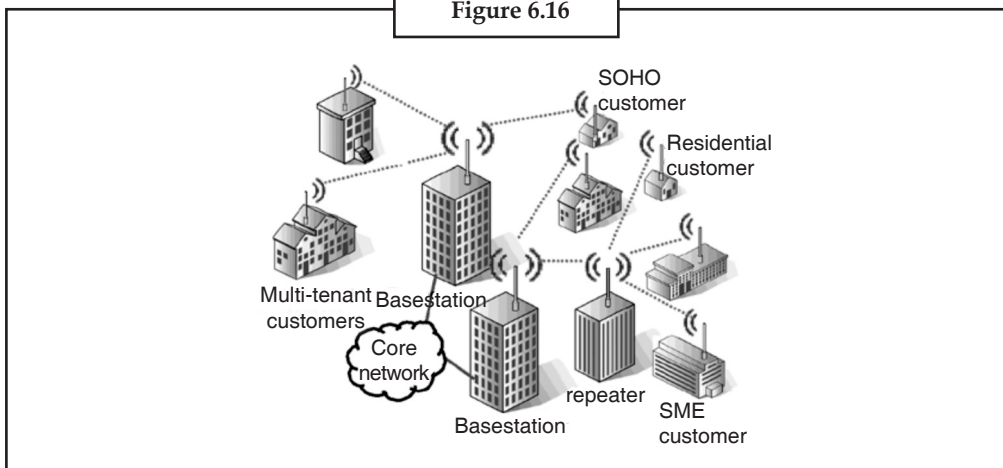 Figure 6.16
SOHO
customer
Residential
customer
Multi-tenant
customers
Basestation
Core
network
Basestation
repeater
SME
customer